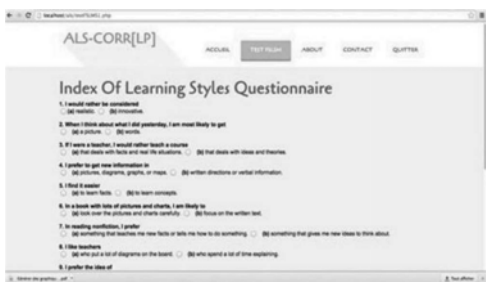 ALS-CORR[LP]
ACCUEIL TEST FSLSM ABOUT CONTACT QUITTER
Index Of Learning Styles Questionnaire
1. I would rather be considered
(a) realistic. (b) innovative.
2. When I think about what I did yesterday, I am most likely to get
(a) a picture. (b) words.
3. If I were a teacher, I would rather teach a course
(a) that deals with facts and real life situations. (b) that deals with ideas and theories.
4. I prefer to get new information in
(a) pictures, diagrams, graphs, or maps. (b) written directions or verbal information.
5. I find it easier
(a) to learn facts. (b) to learn concepts.
6. In a book with lots of pictures and charts, I am likely to
(a) look over the pictures and charts carefully. (b) focus on the written text.
7. In reading nonfiction, I prefer
(a) something that teaches me new facts or tells me how to do something. (b) something that gives me new ideas to think about.
8. I like teachers
(a) who put a lot of diagrams on the board. (b) who spend a lot of time explaining.
9. I prefer the idea of
Tout afficher